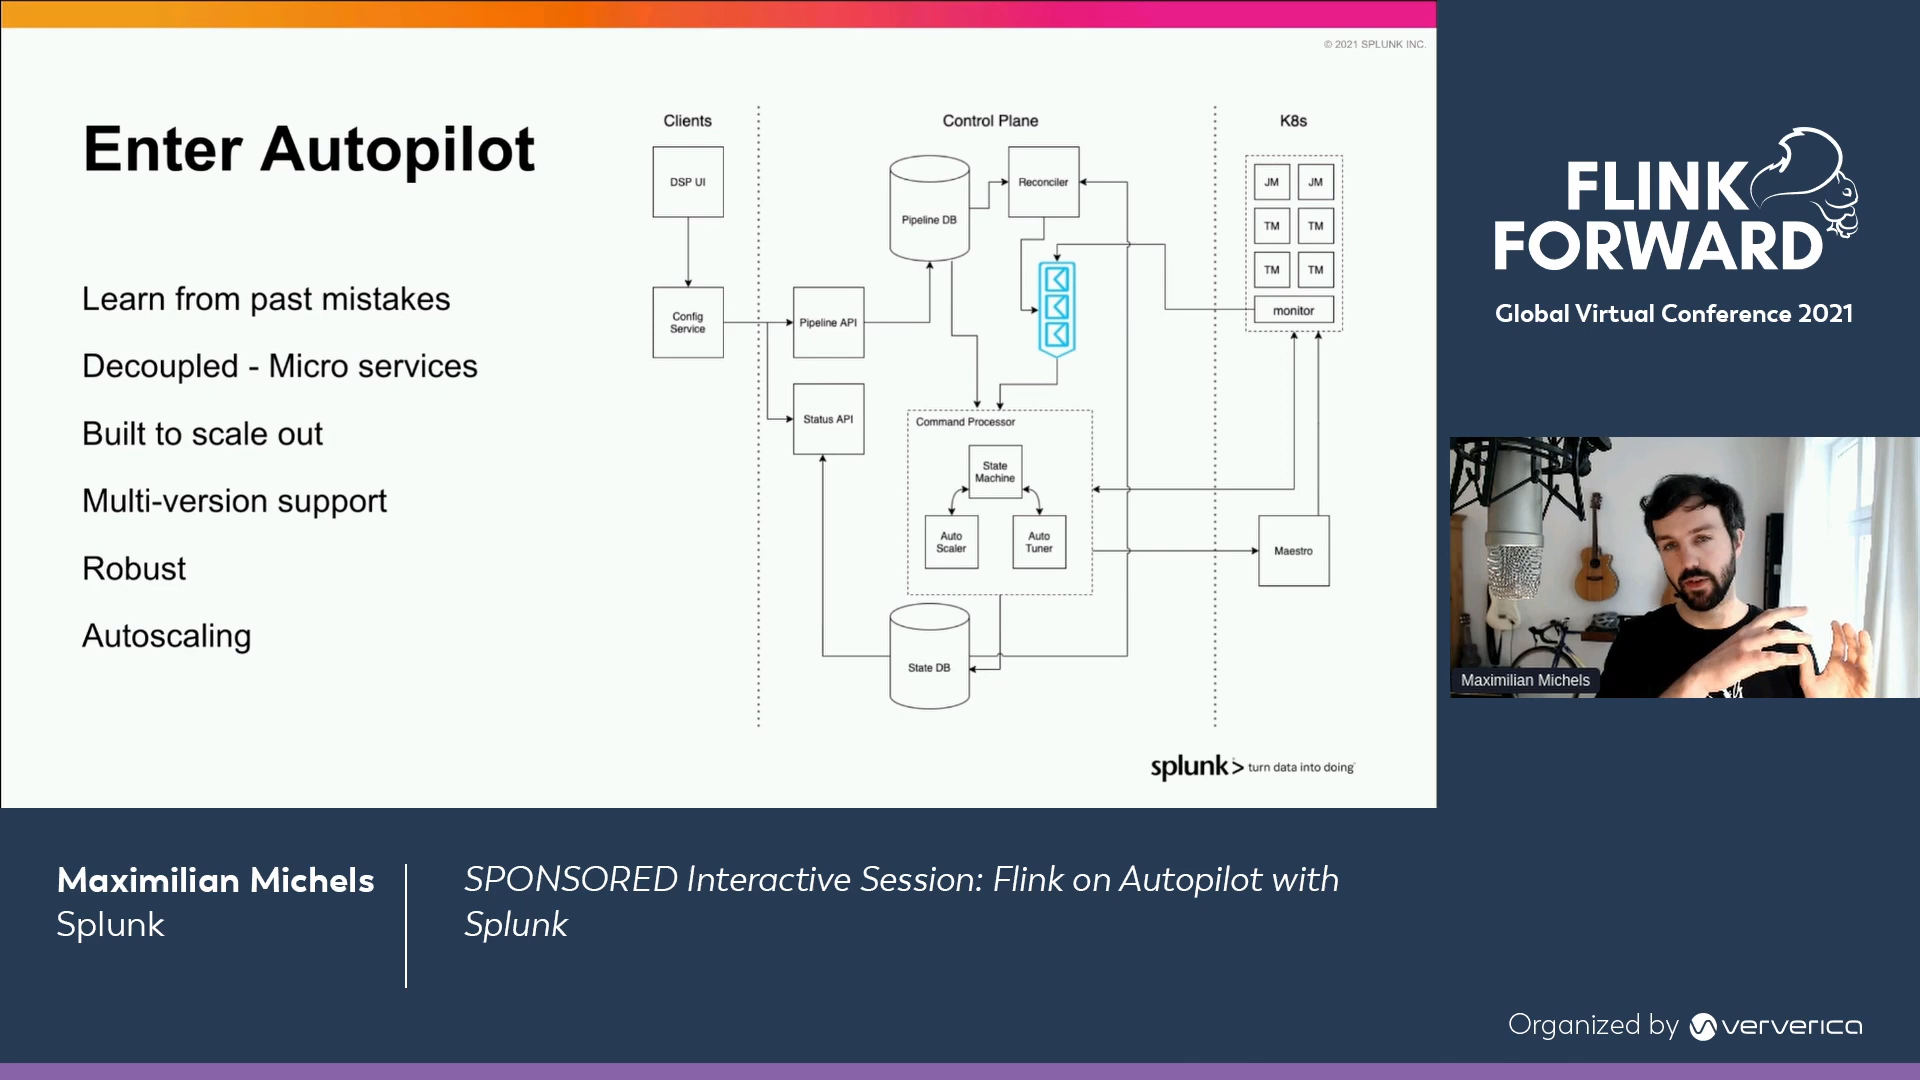 © 2021 SPLUNK INC.
Enter Autopilot
Learn from past mistakes
Decoupled - Micro services
Built to scale out
Multi-version support
Robust
Autoscaling
Clients
Control Plane
K8s
DSP UI
Config
Service
Pipeline API
Status API
Pipeline DB
Reconciler
Command Processor
State
Machine
Auto
Scaler
Auto
Tuner
State DB
JM
JM
TM
TM
TM
TM
monitor
Maestro
splunk> turn data into doing
FLINK
FORWARD
Global Virtual Conference 2021
Maximilian Michels
Maximilian Michels
Splunk
SPONSORED Interactive Session: Flink on Autopilot with
Splunk
Organized by ververica